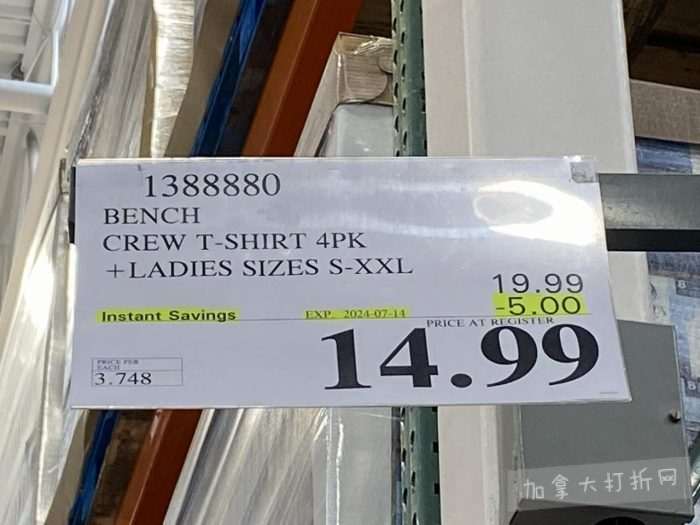 1388880
BENCH
CREW T-SHIRT 4PK
+LADIES SIZES S-XXL
19.99
Instant Savings EXP. 2024-07-14 -5.00
PRICE AT REGISTER
14.99
PRICE PER
EACH
3.748
加拿大打折网